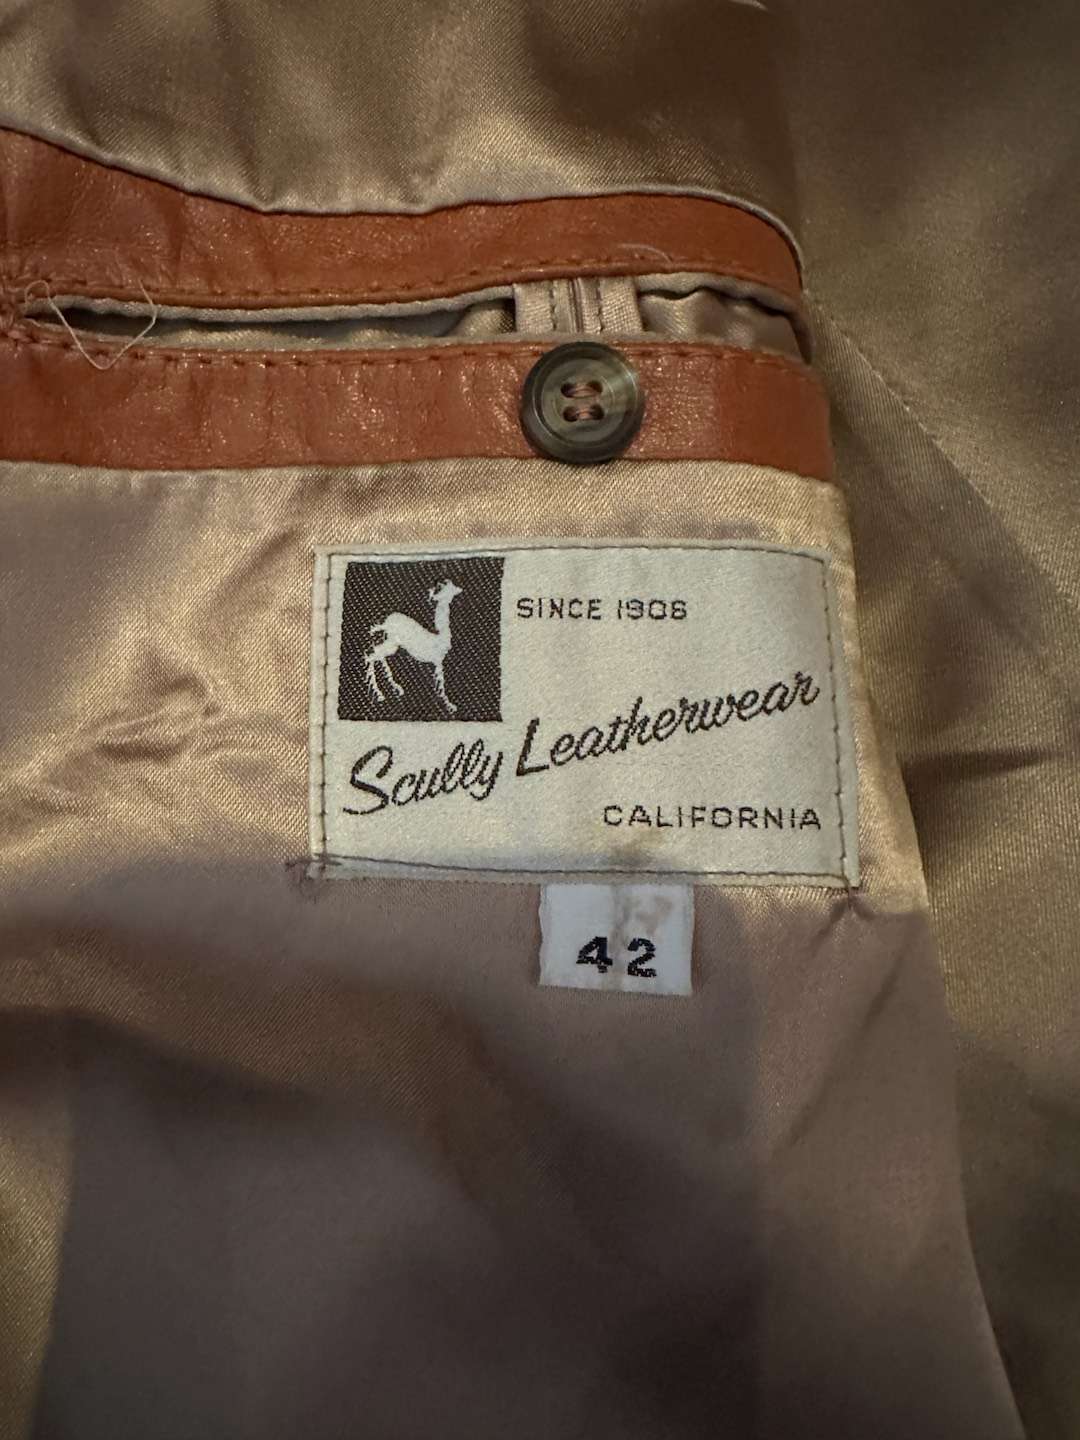 SINCE 1906
Scully Leatherwear
CALIFORNIA
42